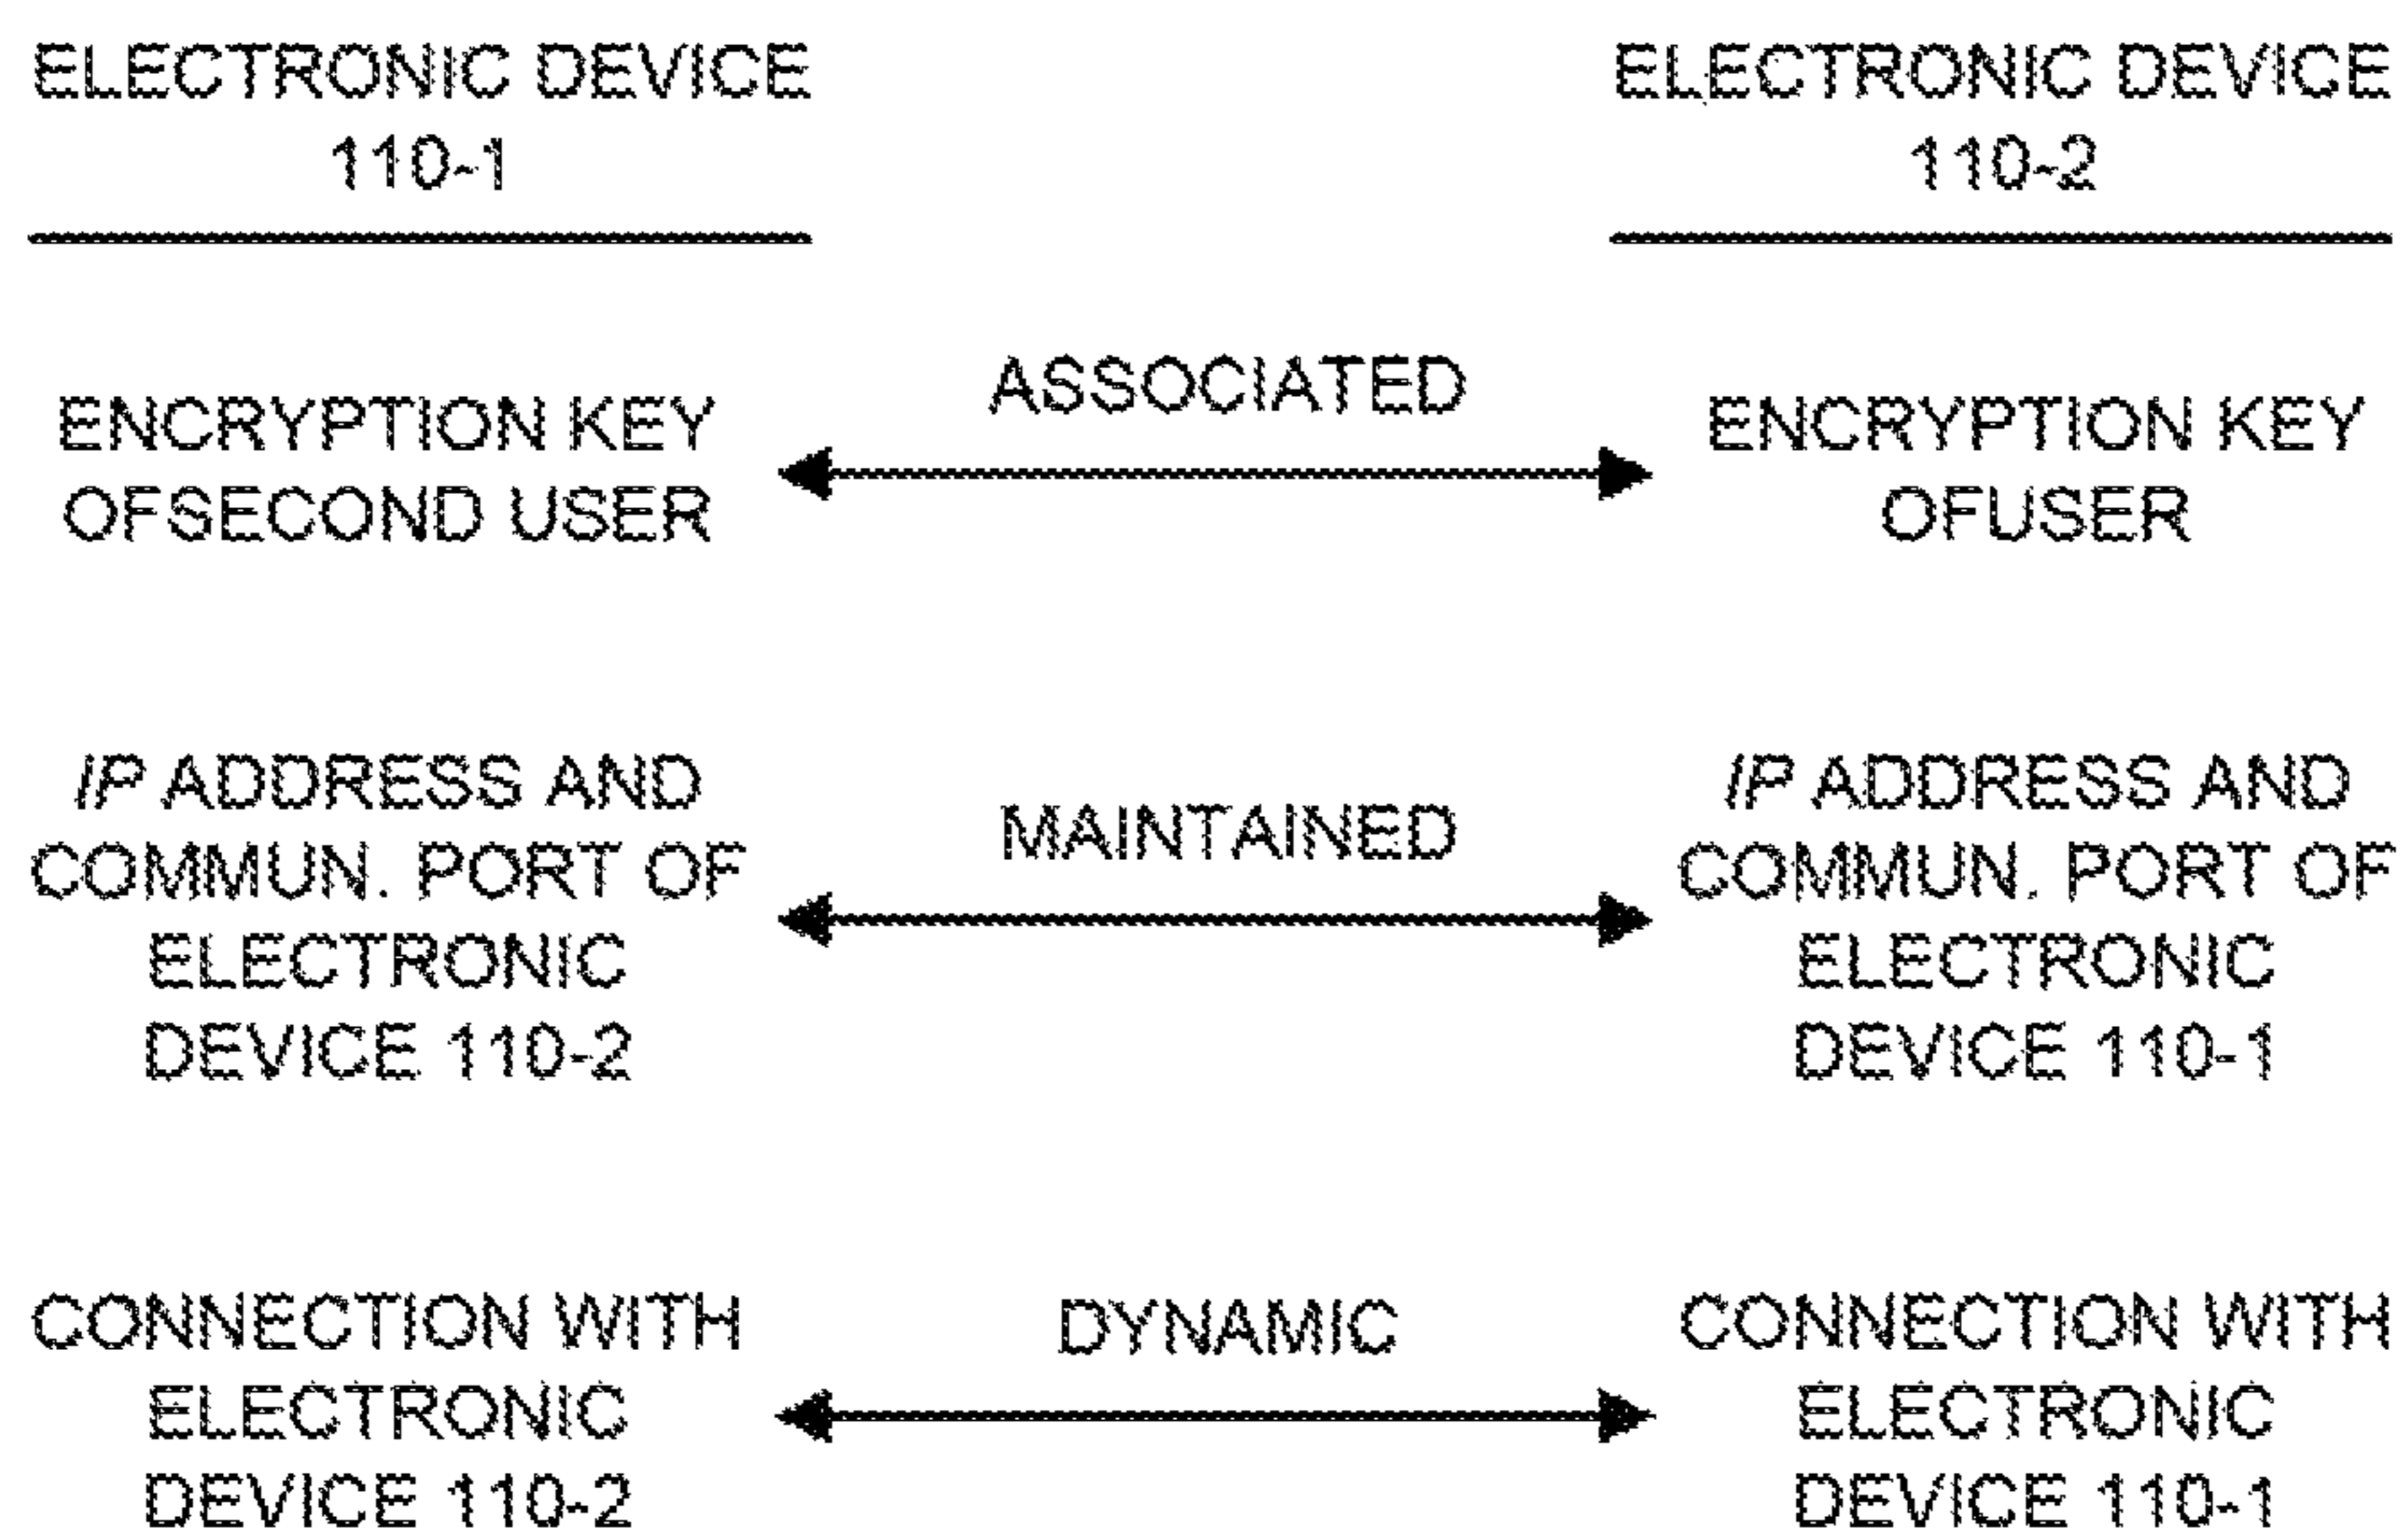 ELECTRONIC DEVICE
110-1
ELECTRONIC DEVICE
110-2
ENCRYPTION KEY
OFSECOND USER
ASSOCIATED
ENCRYPTION KEY
OFUSER
IP ADDRESS AND
COMMUN. PORT OF
ELECTRONIC
DEVICE 110-2
MAINTAINED
IP ADDRESS AND
COMMUN. PORT OF
ELECTRONIC
DEVICE 110-1
CONNECTION WITH
ELECTRONIC
DEVICE 110-2
DYNAMIC
CONNECTION WITH
ELECTRONIC
DEVICE 110-1